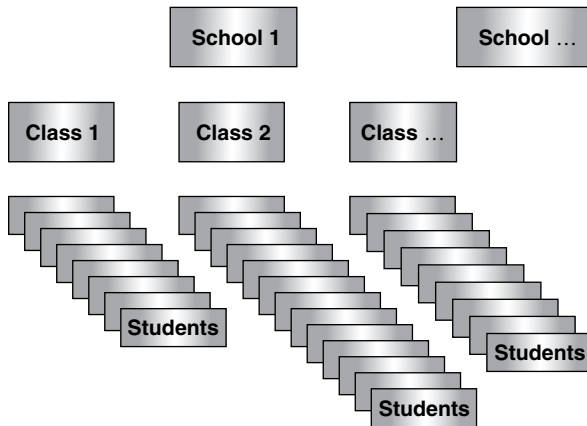 School 1
School …
Class 1
Class 2
Class …
Students
Students
Students